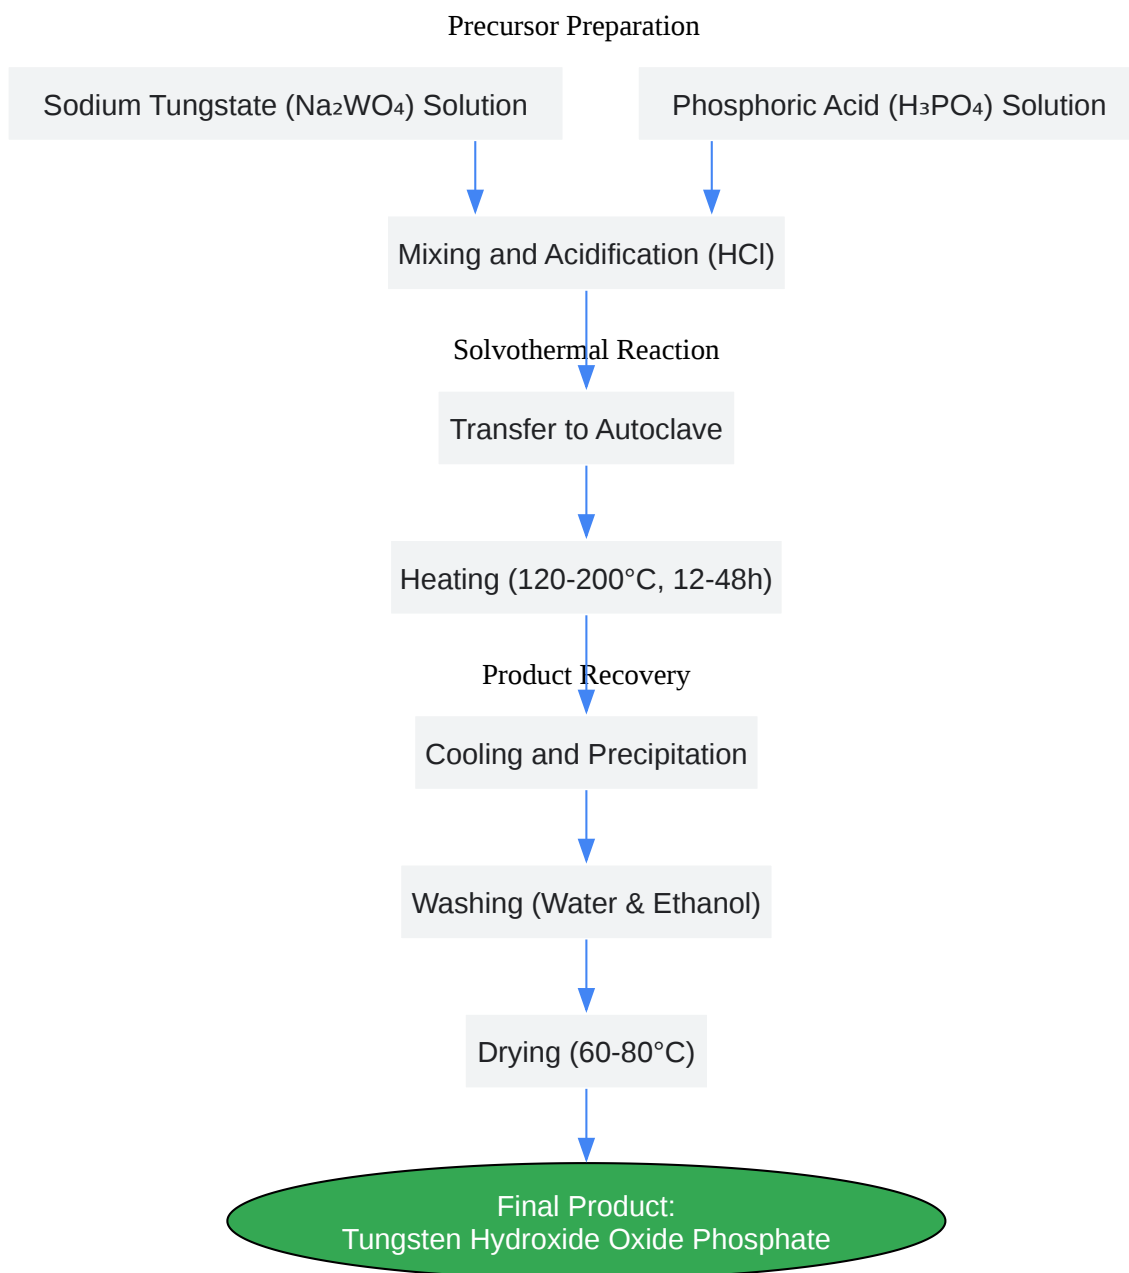 Precursor Preparation
Sodium Tungstate (Na₂WO₄) Solution
Phosphoric Acid (H₃PO₄) Solution
Mixing and Acidification (HCl)
Solvothermal Reaction
Transfer to Autoclave
Heating (120-200°C, 12-48h)
Product Recovery
Cooling and Precipitation
Washing (Water & Ethanol)
Drying (60-80°C)
Final Product:
Tungsten Hydroxide Oxide Phosphate